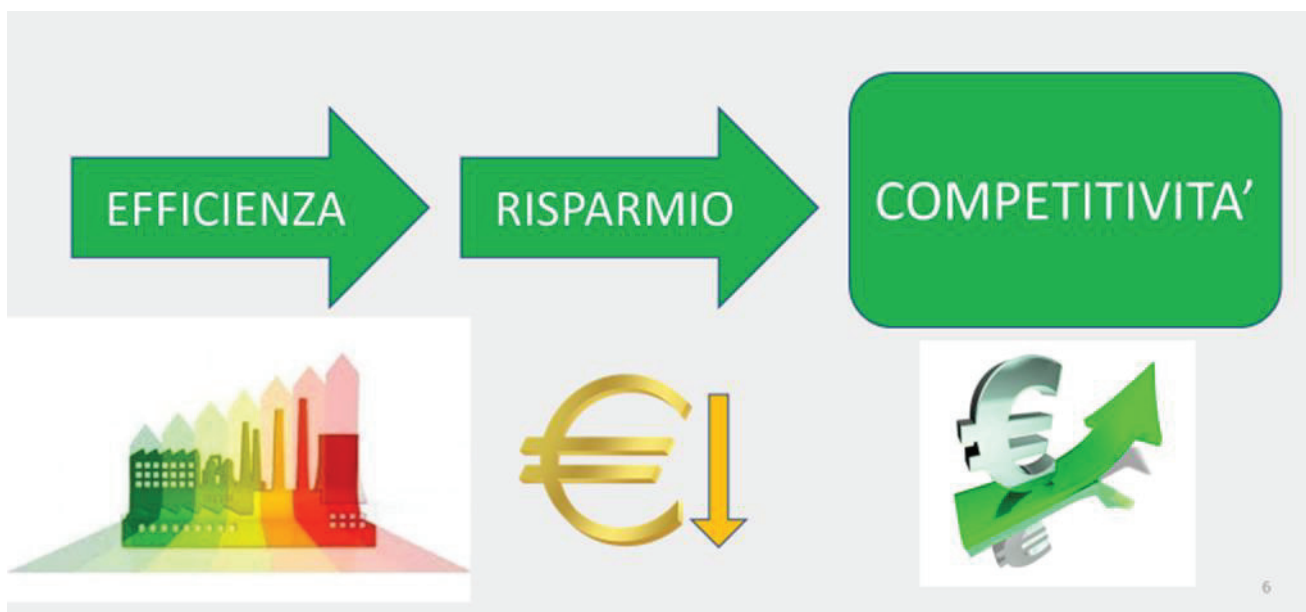 EFFICIENZA
RISPARMIO
COMPETITIVITA’
€
€
6